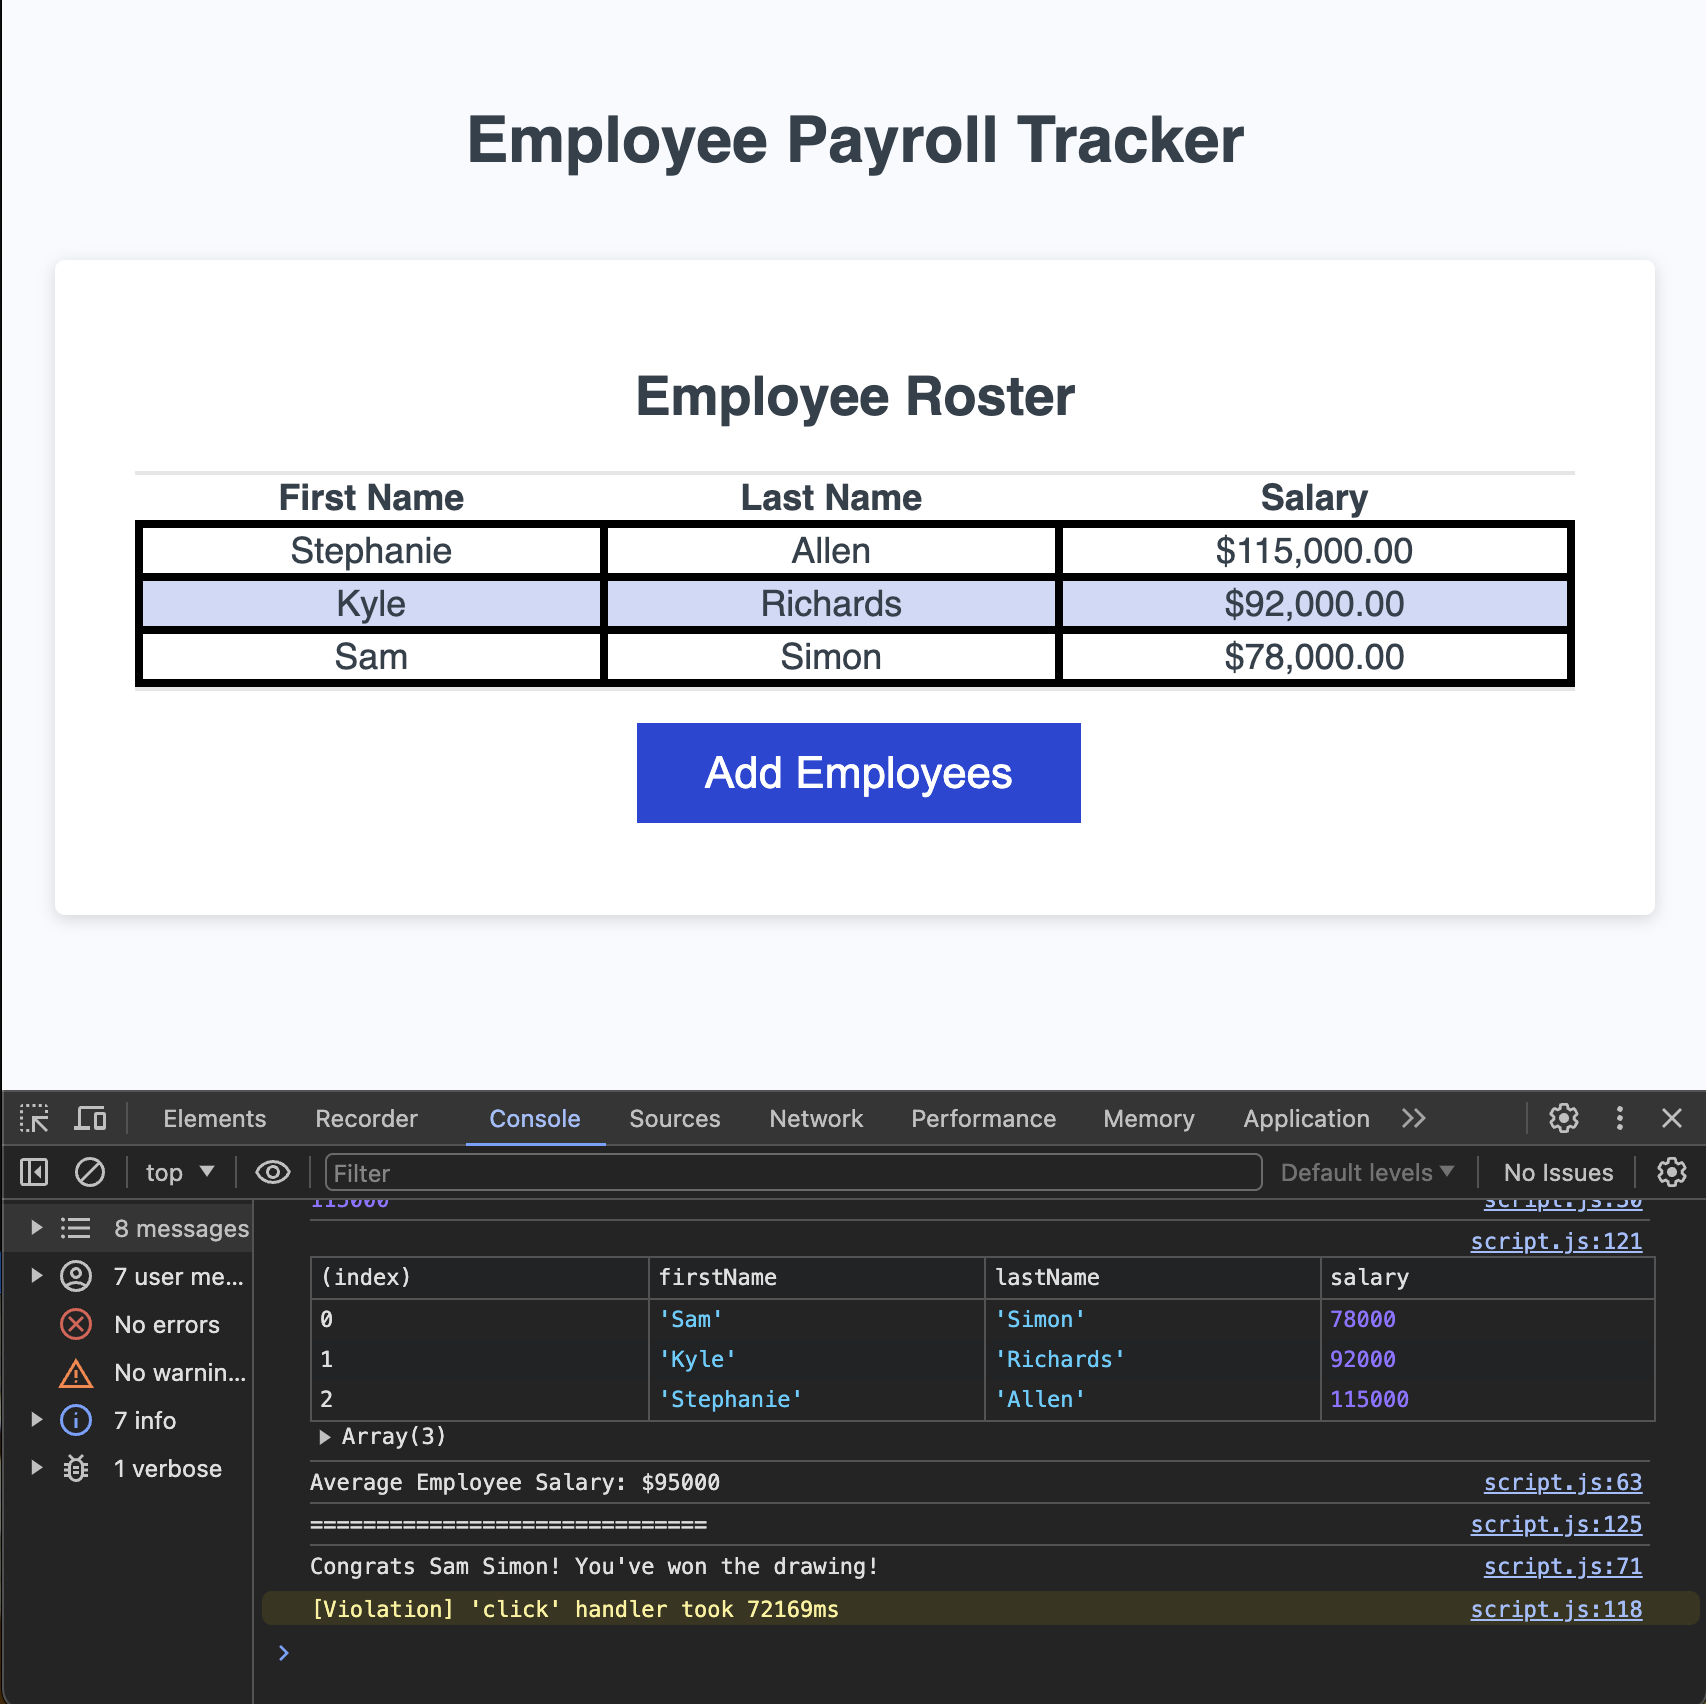 Employee Payroll Tracker
Employee Roster
First Name Last Name Salary
Stephanie Allen $115,000.00
Kyle Richards $92,000.00
Sam Simon $78,000.00
Add Employees
Elements Recorder Console Sources Network Performance Memory Application
top Filter Default levels No Issues
8 messages
7 user me...
No errors
No warnin...
7 info
1 verbose
115000 script.js:50
script.js:121
(index) firstName lastName salary
0 'Sam' 'Simon' 78000
1 'Kyle' 'Richards' 92000
2 'Stephanie' 'Allen' 115000
Array(3)
Average Employee Salary: $95000 script.js:63
============================== script.js:125
Congrats Sam Simon! You've won the drawing! script.js:71
[Violation] 'click' handler took 72169ms script.js:118